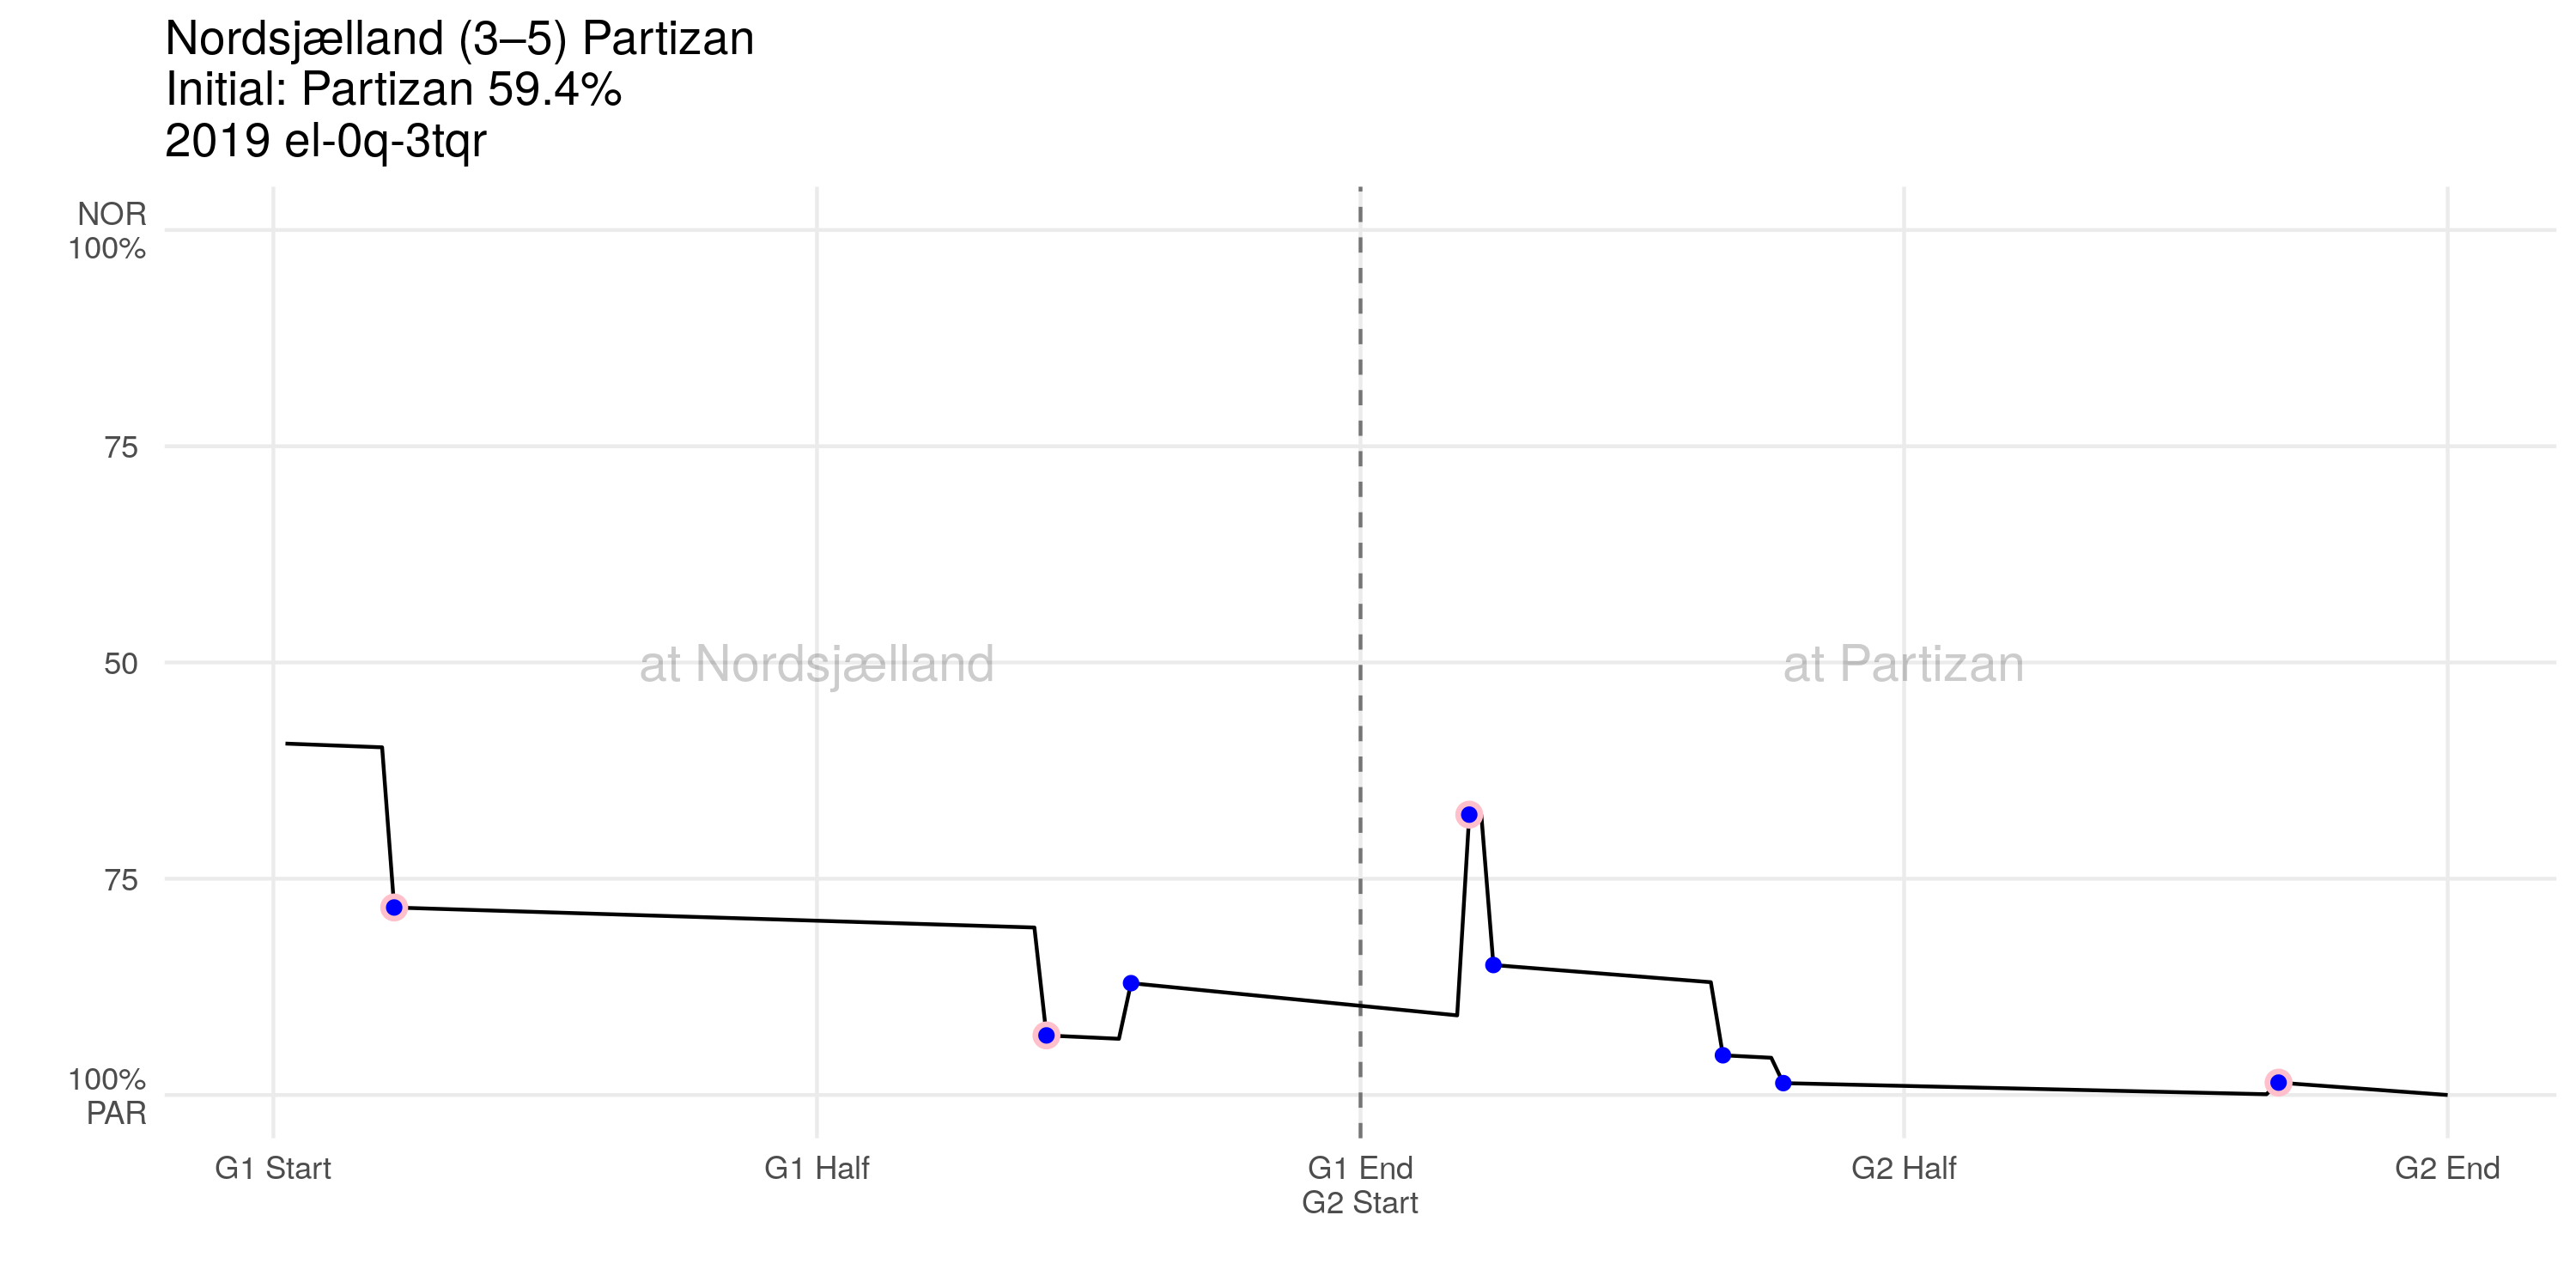 Nordsjælland (3–5) Partizan
Initial: Partizan 59.4%
2019 el-0q-3tqr
NOR
100%
75
50
75
100%
PAR
at Nordsjælland
at Partizan
G1 Start
G1 Half
G1 End
G2 Start
G2 Half
G2 End